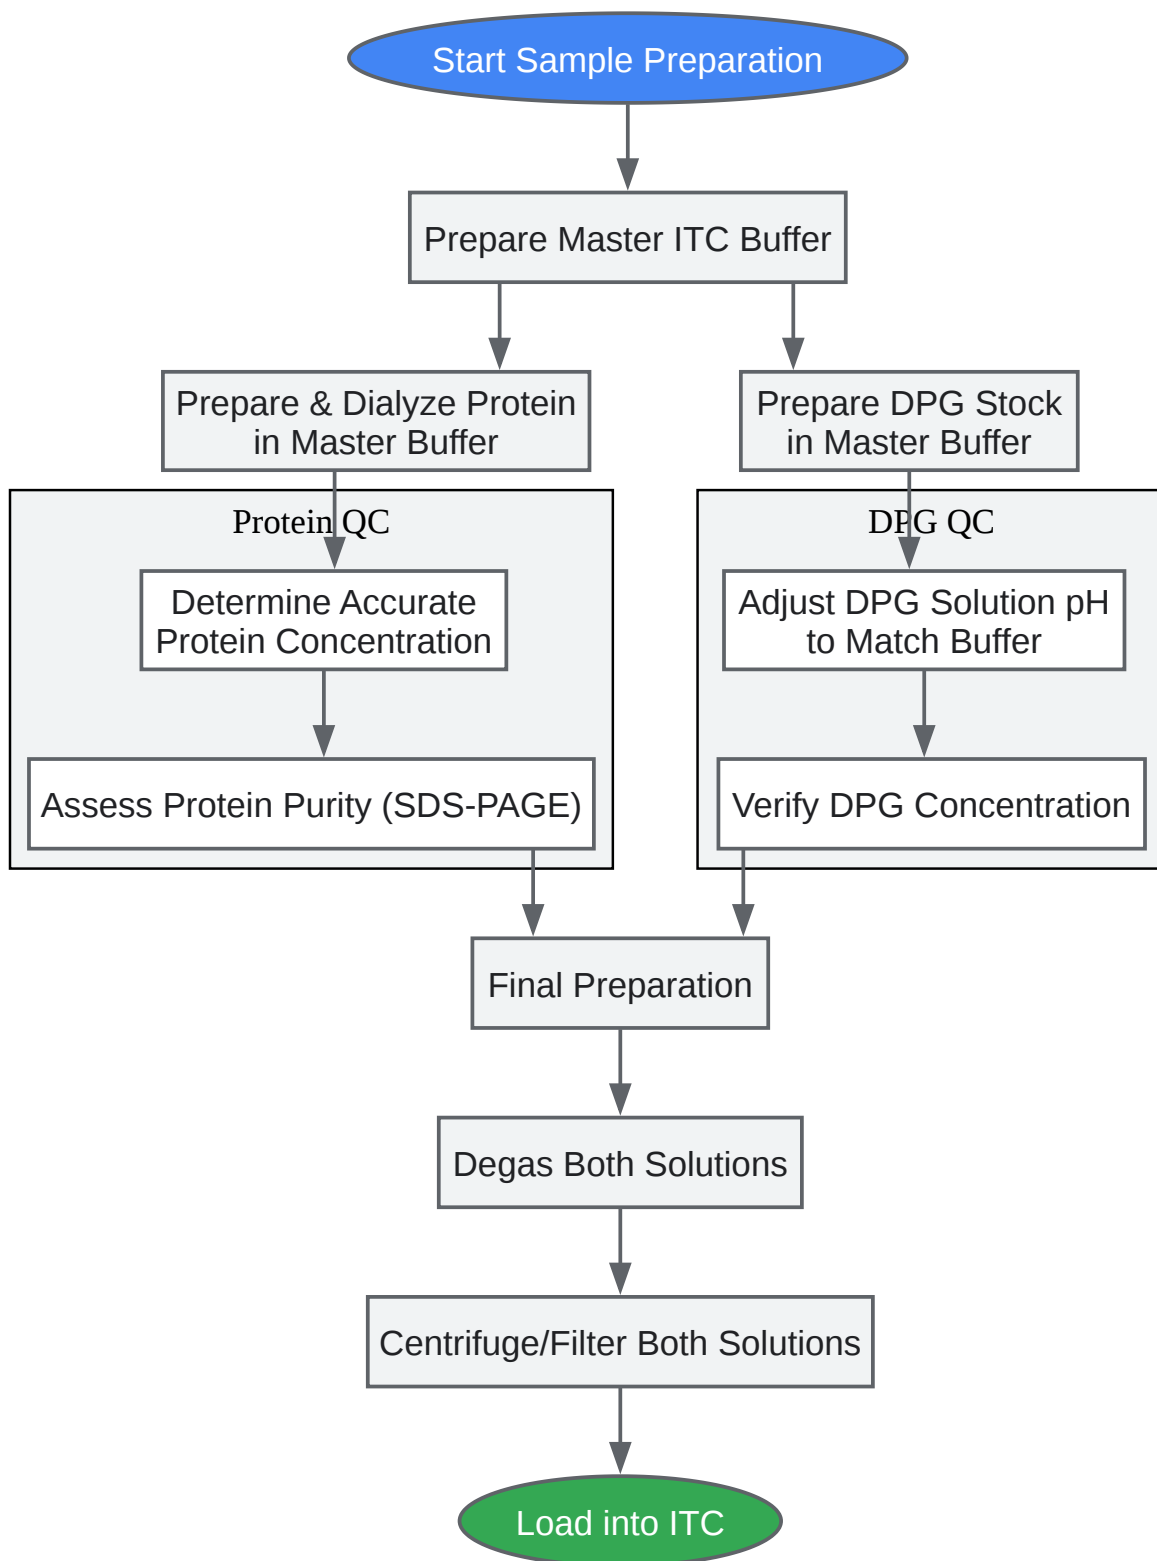 Start Sample Preparation
Prepare Master ITC Buffer
Prepare & Dialyze Protein
in Master Buffer
Prepare DPG Stock
in Master Buffer
Protein QC
Determine Accurate
Protein Concentration
Assess Protein Purity (SDS-PAGE)
DPG QC
Adjust DPG Solution pH
to Match Buffer
Verify DPG Concentration
Final Preparation
Degas Both Solutions
Centrifuge/Filter Both Solutions
Load into ITC